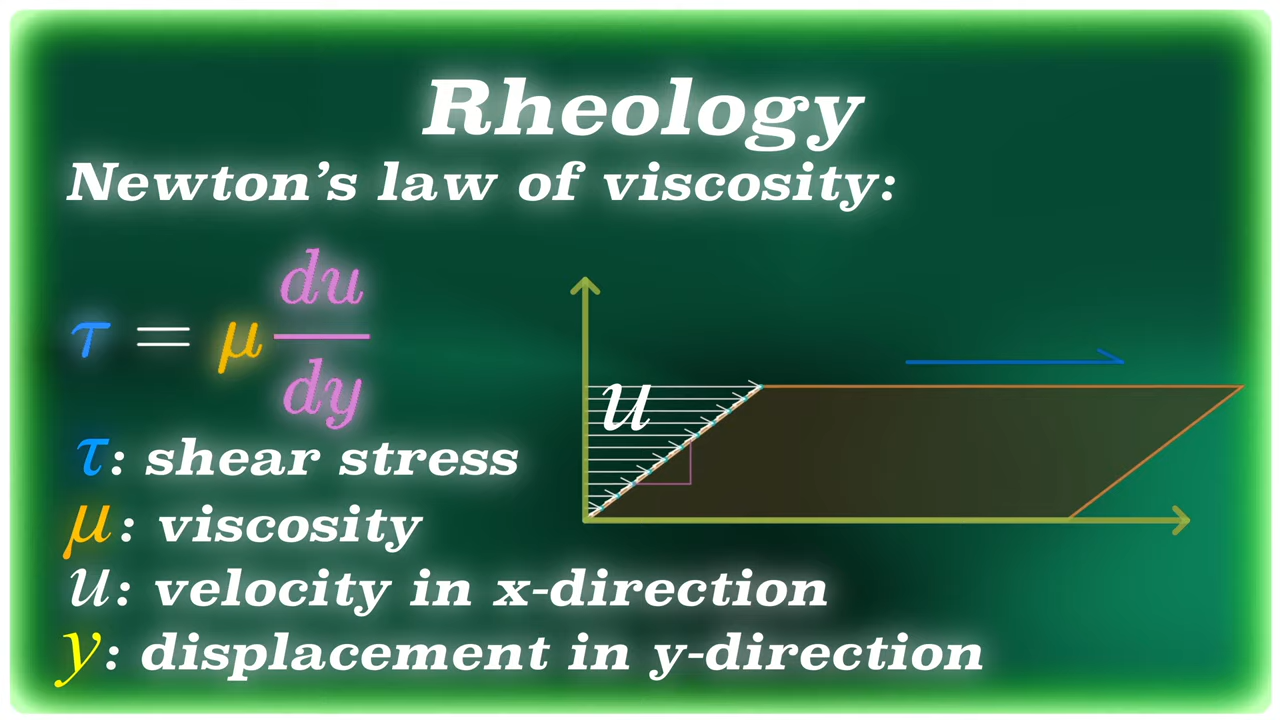 Rheology
Newton's law of viscosity:
τ = μ du/dy
u
τ: shear stress
μ: viscosity
u: velocity in x-direction
y: displacement in y-direction